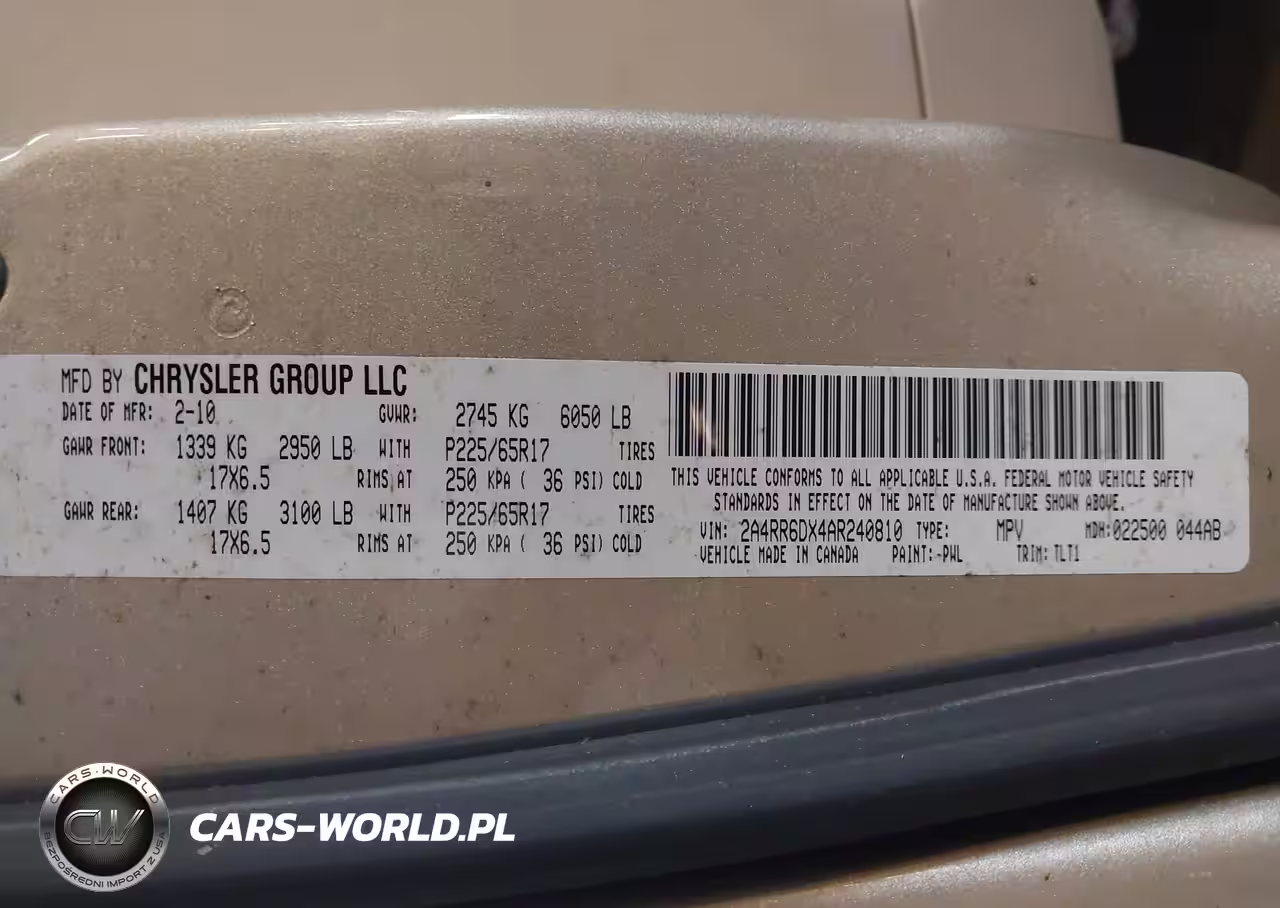 MFD BY CHRYSLER GROUP LLC
DATE OF MFR: 2-10 GVWR: 2745 KG 6050 LB
GAWR FRONT: 1339 KG 2950 LB WITH P225/65R17 TIRES
17X6.5 RIMS AT 250 KPA ( 36 PSI) COLD
GAWR REAR: 1407 KG 3100 LB WITH P225/65R17 TIRES
17X6.5 RIMS AT 250 KPA ( 36 PSI) COLD
THIS VEHICLE CONFORMS TO ALL APPLICABLE U.S.A. FEDERAL MOTOR VEHICLE SAFETY
STANDARDS IN EFFECT ON THE DATE OF MANUFACTURE SHOWN ABOVE.
VIN: 2A4RR6DX4AR240810 TYPE: MPV MDH:022500 044AB
VEHICLE MADE IN CANADA PAINT:-PWL TRIM:TLT1
CARS-WORLD
CW
BEZPOŚREDNI IMPORT Z USA
CARS-WORLD.PL